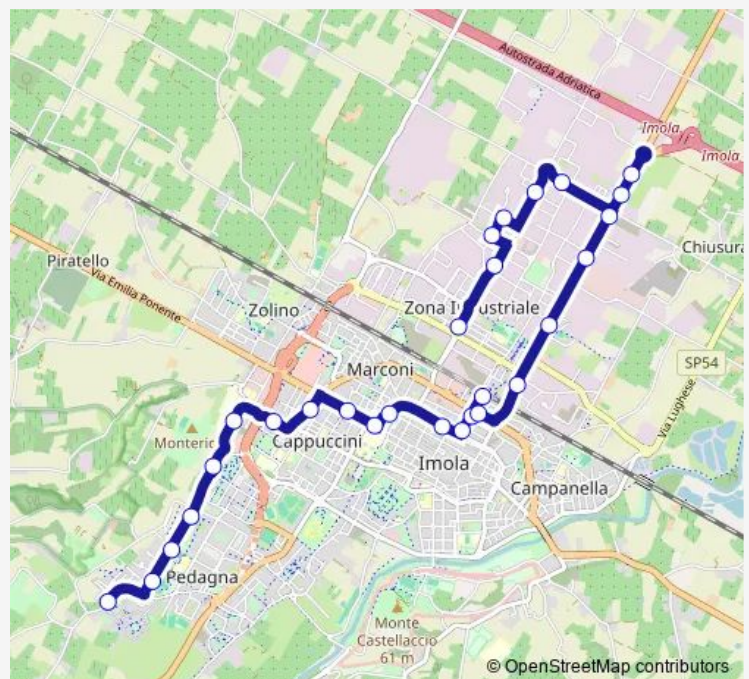 Autostrada Adriatica
Imola
Imola
Chiusura
Piratello
Via Emilia Ponente
Zolino
Zona I dustriale
Marconi
SP54
Via Lughese
Monteric
Cappuccini
Imola
Campanella
Pedagna
Monte
Castellaccio
61 m
© OpenStreetMap contributors